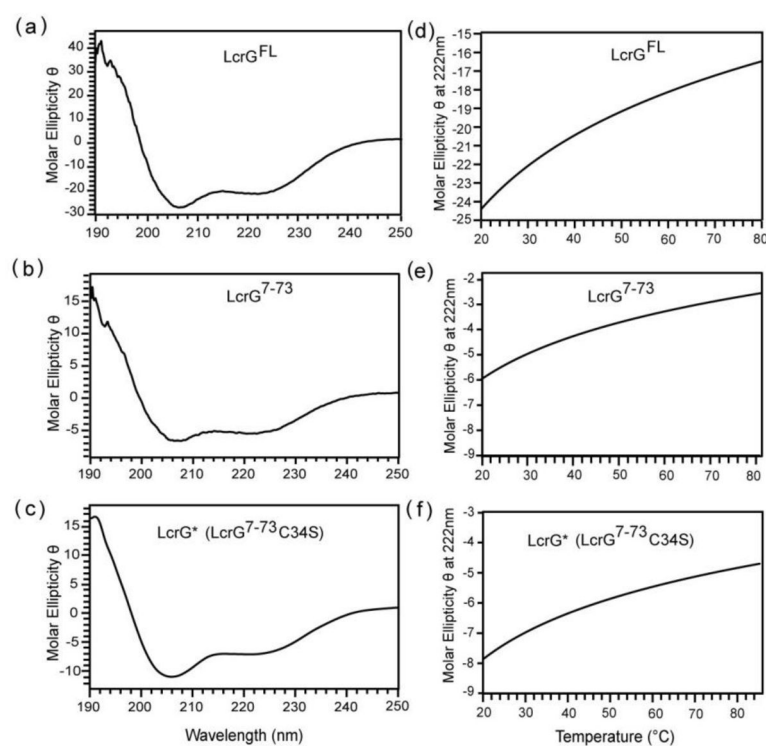 (a)
LcrG^FL
Molar Ellipticity θ
40
30
20
10
0
-10
-20
-30
190 200 210 220 230 240 250
(d)
LcrG^FL
Molar Ellipticity θ at 222nm
-15
-16
-17
-18
-19
-20
-21
-22
-23
-24
-25
20 30 40 50 60 70 80
(b)
LcrG^7-73
Molar Ellipticity θ
15
10
5
0
-5
190 200 210 220 230 240 250
(e)
LcrG^7-73
Molar Ellipticity θ at 222nm
-2
-3
-4
-5
-6
-7
-8
-9
20 30 40 50 60 70 80
(c)
LcrG* (LcrG^7-73C34S)
Molar Ellipticity θ
15
10
5
0
-5
-10
190 200 210 220 230 240 250
Wavelength (nm)
(f)
LcrG* (LcrG^7-73C34S)
Molar Ellipticity θ at 222nm
-3
-4
-5
-6
-7
-8
-9
20 30 40 50 60 70 80
Temperature (°C)